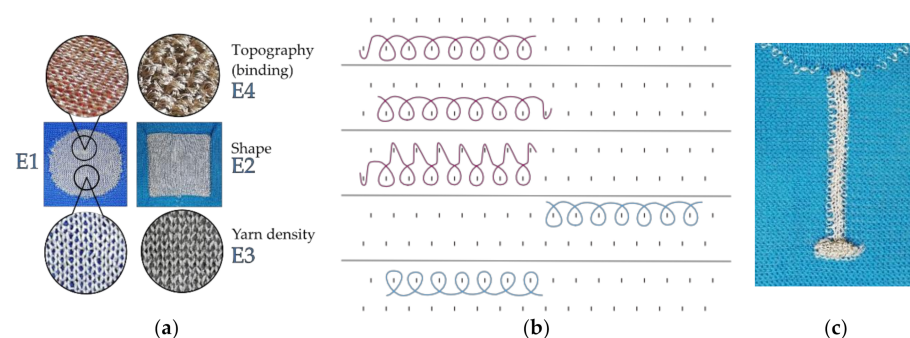 Topography
(binding)
E4
E1
Shape
E2
Yarn density
E3
(a)
(b)
(c)